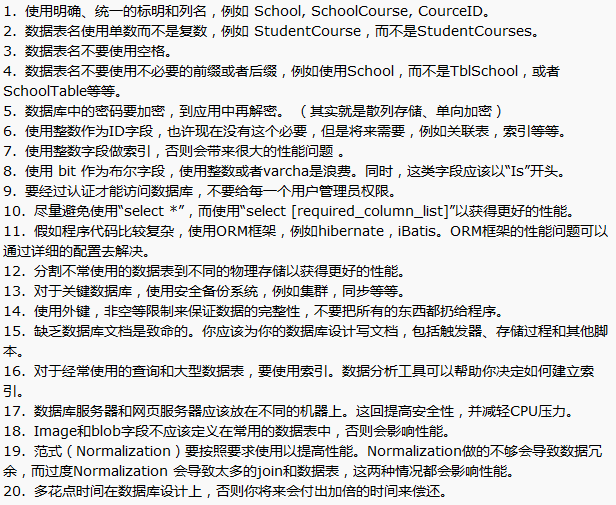 1. 使用明确、统一的标明和列名，例如 School, SchoolCourse, CourceID。
2. 数据表名使用单数而不是复数，例如 StudentCourse，而不是StudentCourses。
3. 数据表名不要使用空格。
4. 数据表名不要使用不必要的前缀或者后缀，例如使用School，而不是TblSchool，或者
SchoolTable等等。
5. 数据库中的密码要加密，到应用中再解密。 （其实就是散列存储、单向加密）
6. 使用整数作为ID字段，也许现在没有这个必要，但是将来需要，例如关联表，索引等等。
7. 使用整数字段做索引，否则会带来很大的性能问题 。
8. 使用 bit 作为布尔字段，使用整数或者varcha是浪费。同时，这类字段应该以“Is”开头。
9. 要经过认证才能访问数据库，不要给每一个用户管理员权限。
10. 尽量避免使用“select *”，而使用“select [required_column_list]”以获得更好的性能。
11. 假如程序代码比较复杂，使用ORM框架，例如hibernate，iBatis。ORM框架的性能问题可以
通过详细的配置去解决。
12. 分割不常使用的数据表到不同的物理存储以获得更好的性能。
13. 对于关键数据库，使用安全备份系统，例如集群，同步等等。
14. 使用外键，非空等限制来保证数据的完整性，不要把所有的东西都扔给程序。
15. 缺乏数据库文档是致命的。你应该为你的数据库设计写文档，包括触发器、存储过程和其他脚
本。
16. 对于经常使用的查询和大型数据表，要使用索引。数据分析工具可以帮助你决定如何建立索
引。
17. 数据库服务器和网页服务器应该放在不同的机器上。这回提高安全性，并减轻CPU压力。
18. Image和blob字段不应该定义在常用的数据表中，否则会影响性能。
19. 范式（Normalization）要按照要求使用以提高性能。Normalization做的不够会导致数据冗
余，而过度Normalization 会导致太多的join和数据表，这两种情况都会影响性能。
20. 多花点时间在数据库设计上，否则你将来会付出加倍的时间来偿还。